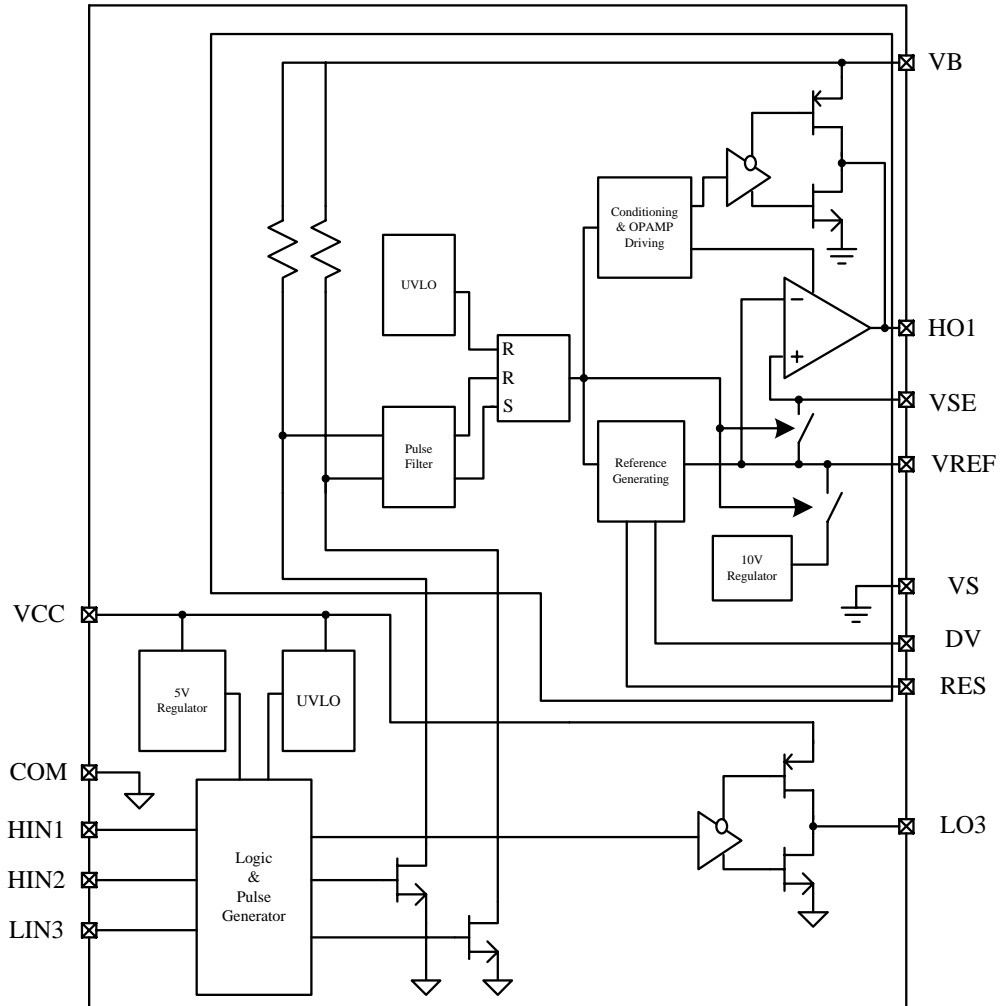 VB
Conditioning
& OPAMP
Driving
UVLO
−
HO1
R
+
R
VSE
S
Pulse
Filter
Reference
Generating
VREF
10V
Regulator
VS
VCC
DV
5V
Regulator
UVLO
RES
COM
HIN1
LO3
Logic
&
Pulse
Generator
HIN2
LIN3